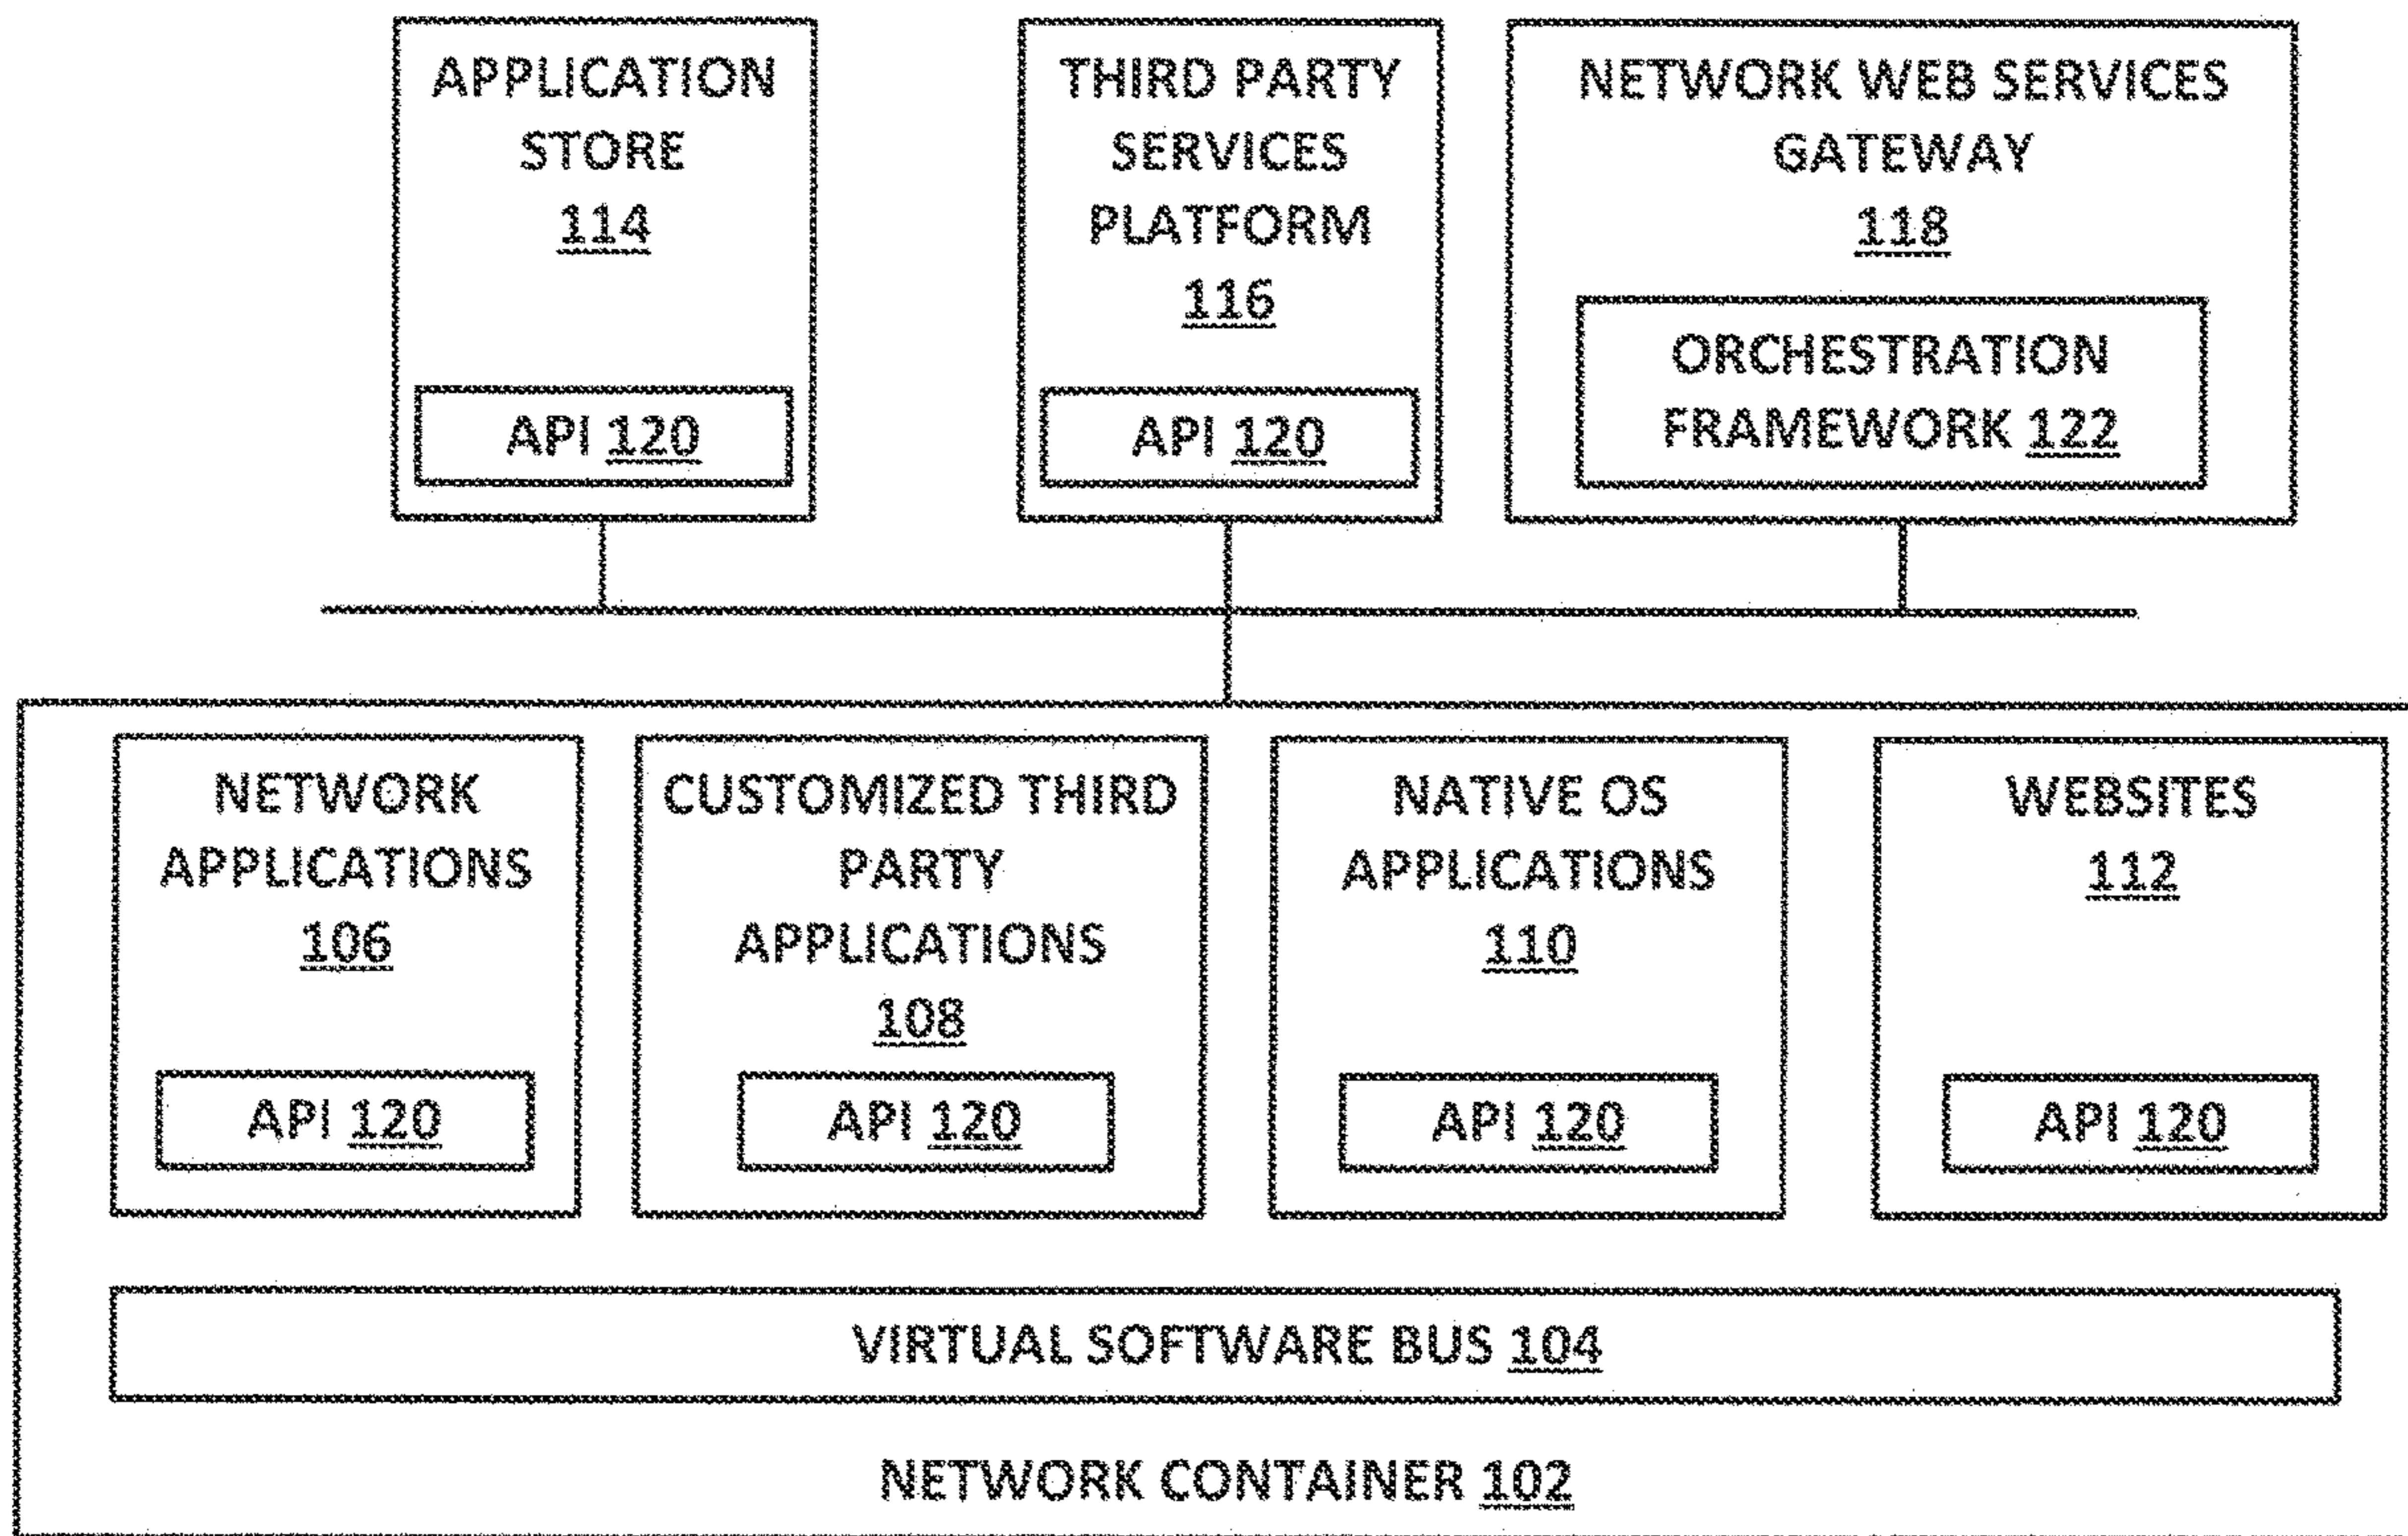 APPLICATION
STORE
114
API 120
THIRD PARTY
SERVICES
PLATFORM
116
API 120
NETWORK WEB SERVICES
GATEWAY
118
ORCHESTRATION
FRAMEWORK 122
NETWORK
APPLICATIONS
106
API 120
CUSTOMIZED THIRD
PARTY
APPLICATIONS
108
API 120
NATIVE OS
APPLICATIONS
110
API 120
WEBSITES
112
API 120
VIRTUAL SOFTWARE BUS 104
NETWORK CONTAINER 102